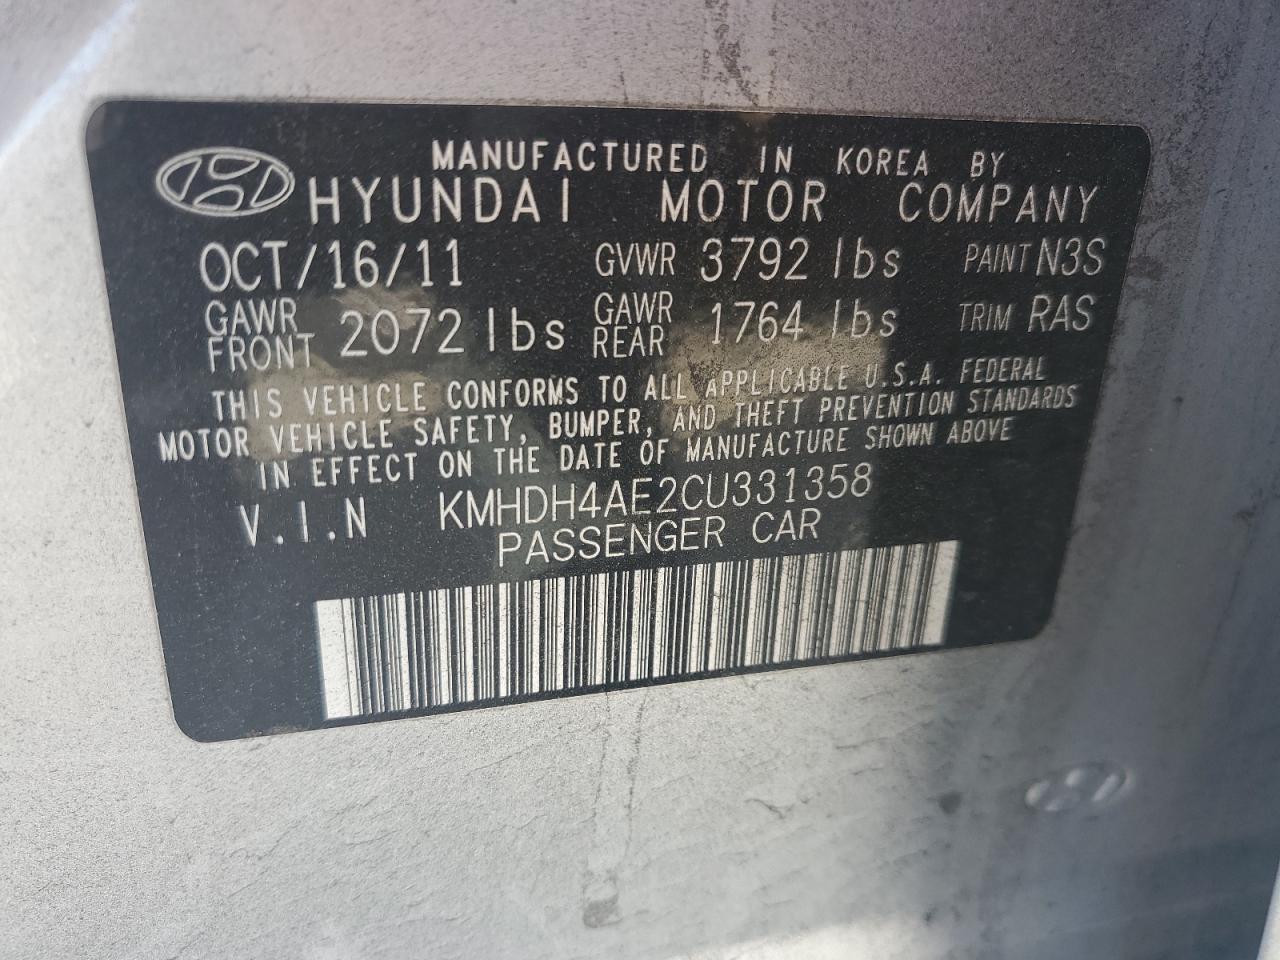 MANUFACTURED IN KOREA BY
HYUNDAI MOTOR COMPANY
OCT/16/11 GVWR 3792 lbs PAINT N3S
GAWR FRONT 2072 lbs GAWR REAR 1764 lbs TRIM RAS
THIS VEHICLE CONFORMS TO ALL APPLICABLE U.S.A. FEDERAL
MOTOR VEHICLE SAFETY, BUMPER, AND THEFT PREVENTION STANDARDS
IN EFFECT ON THE DATE OF MANUFACTURE SHOWN ABOVE
V.I.N KMHDH4AE2CU331358
PASSENGER CAR